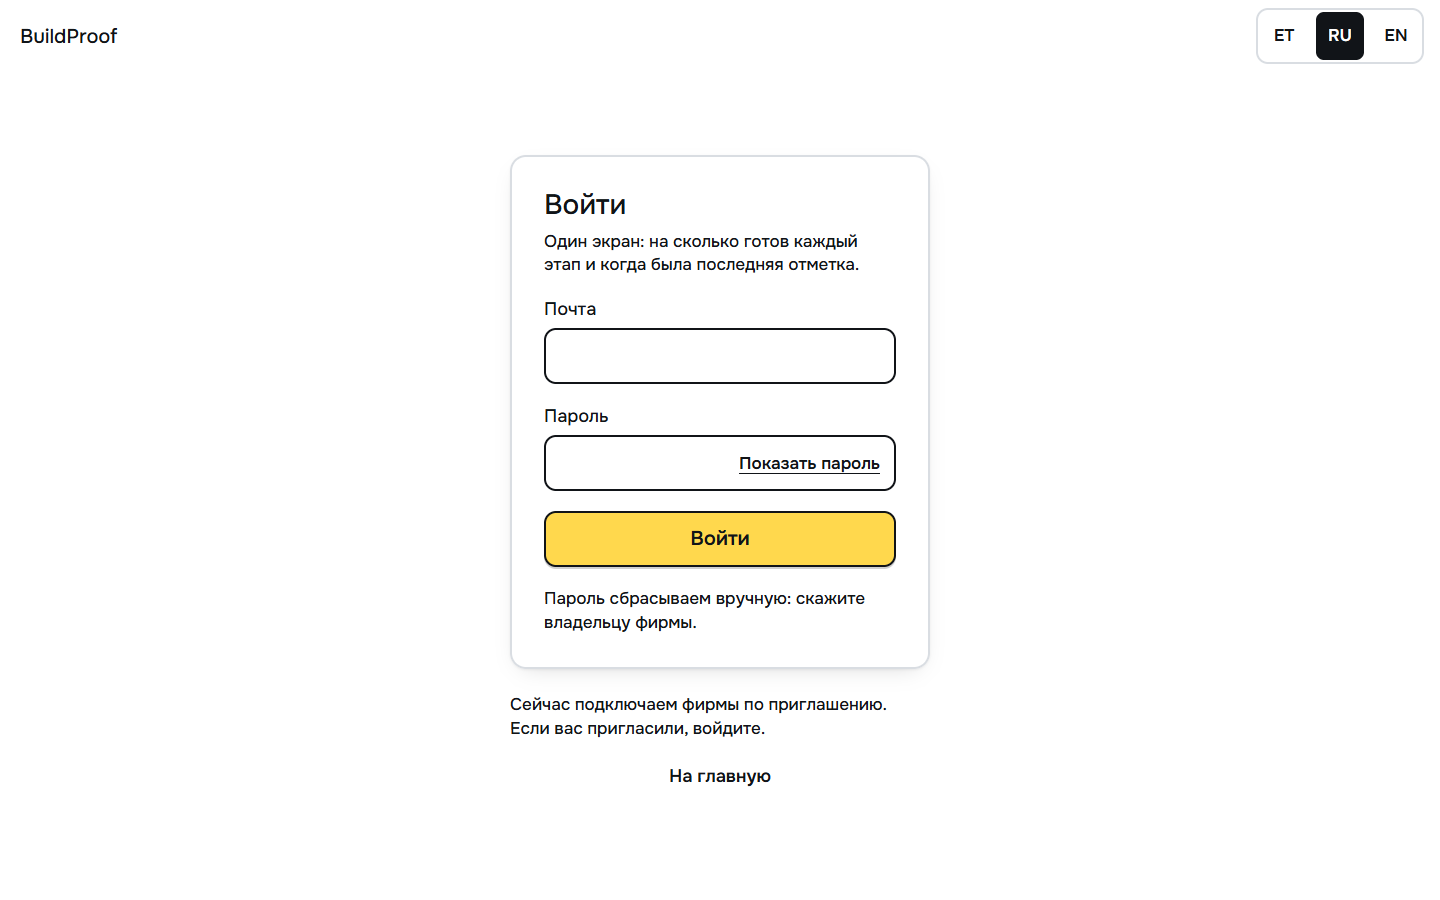 BuildProof
ET RU EN
Войти
Один экран: на сколько готов каждый
этап и когда была последняя отметка.
Почта
Пароль
Показать пароль
Войти
Пароль сбрасываем вручную: скажите
владельцу фирмы.
Сейчас подключаем фирмы по приглашению.
Если вас пригласили, войдите.
На главную